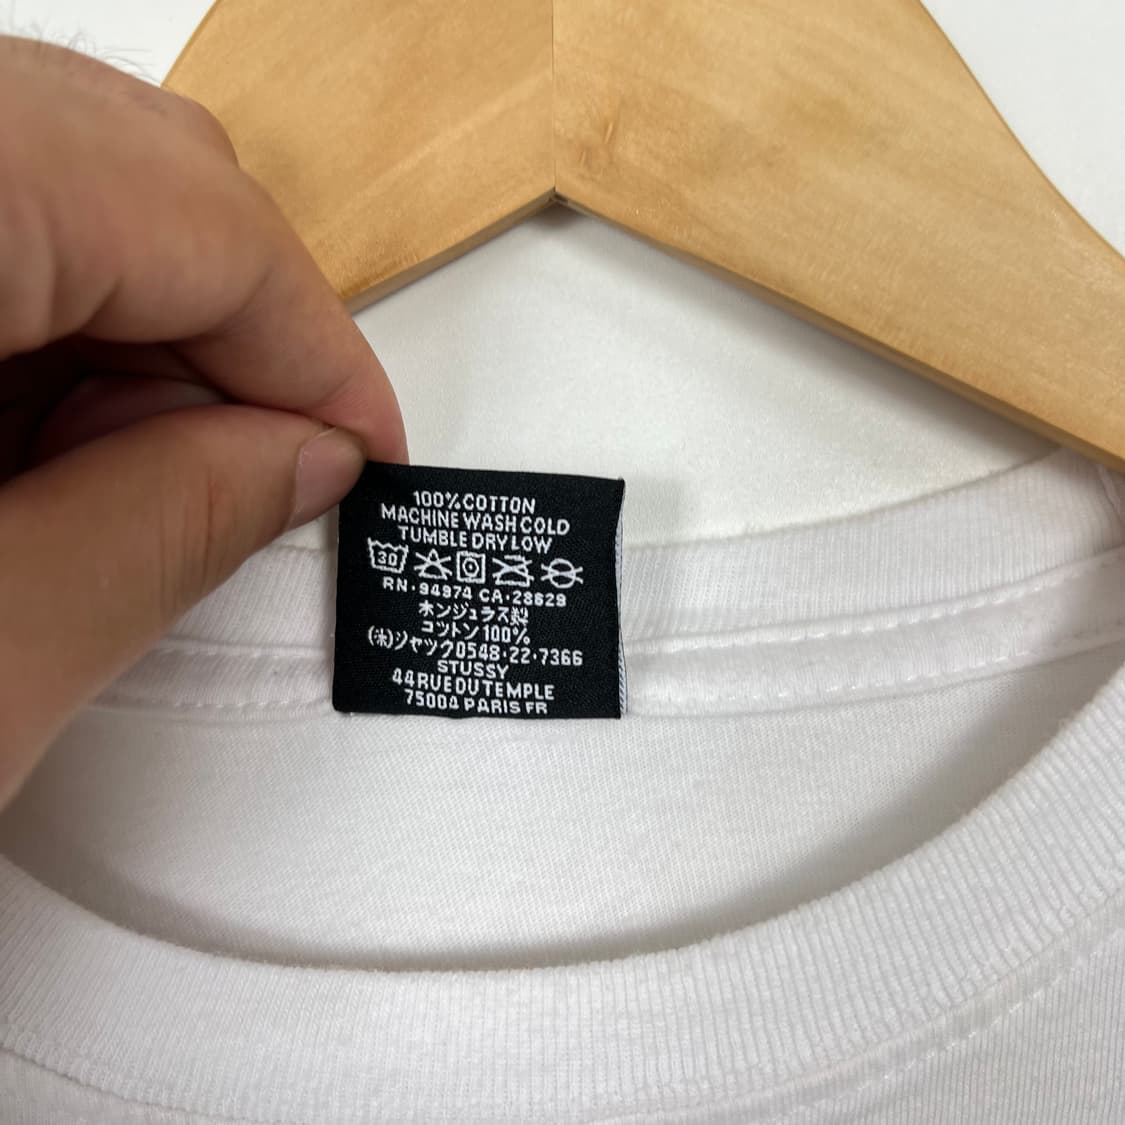 100%COTTON
MACHINE WASH COLD
TUMBLE DRY LOW
30
RN·94974 CA·28629
ホンジュラス製
コットン100%
(株)ジャック0548·22·7366
STUSSY
44 RUE DU TEMPLE
75004 PARIS FR